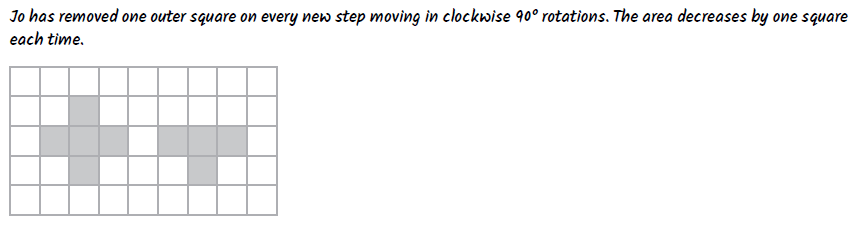 Jo has removed one outer square on every new step moving in clockwise 90° rotations. The area decreases by one square
each time.